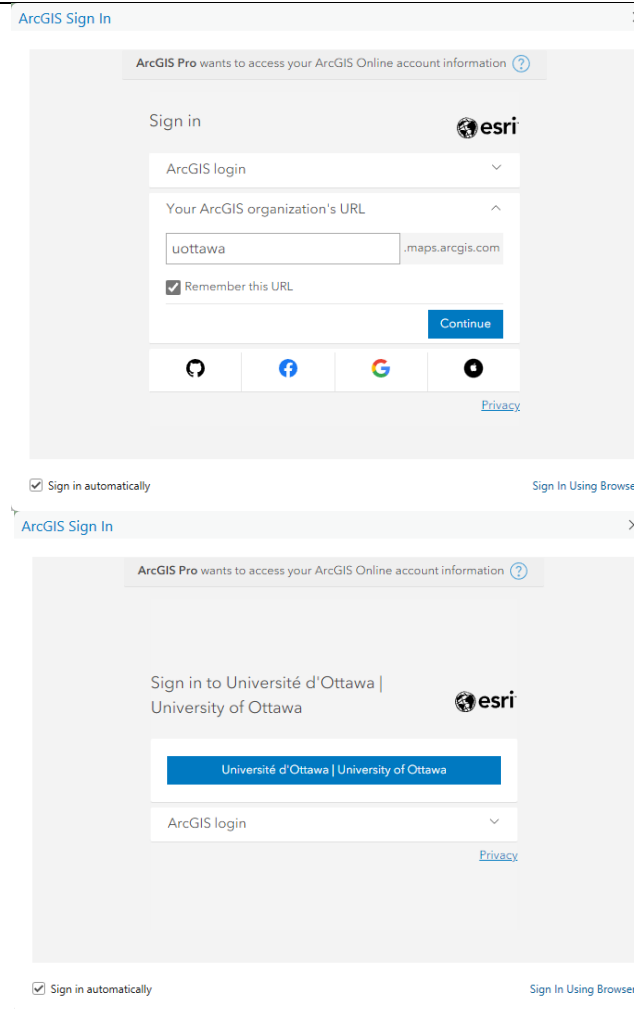 ArcGIS Sign In
ArcGIS Pro wants to access your ArcGIS Online account information ?
Sign in
esri
ArcGIS login
Your ArcGIS organization's URL
uottawa .maps.arcgis.com
Remember this URL
Continue
Privacy
Sign in automatically
Sign In Using Browse
ArcGIS Sign In
ArcGIS Pro wants to access your ArcGIS Online account information ?
Sign in to Université d'Ottawa |
University of Ottawa
esri
Université d'Ottawa | University of Ottawa
ArcGIS login
Privacy
Sign in automatically
Sign In Using Browser